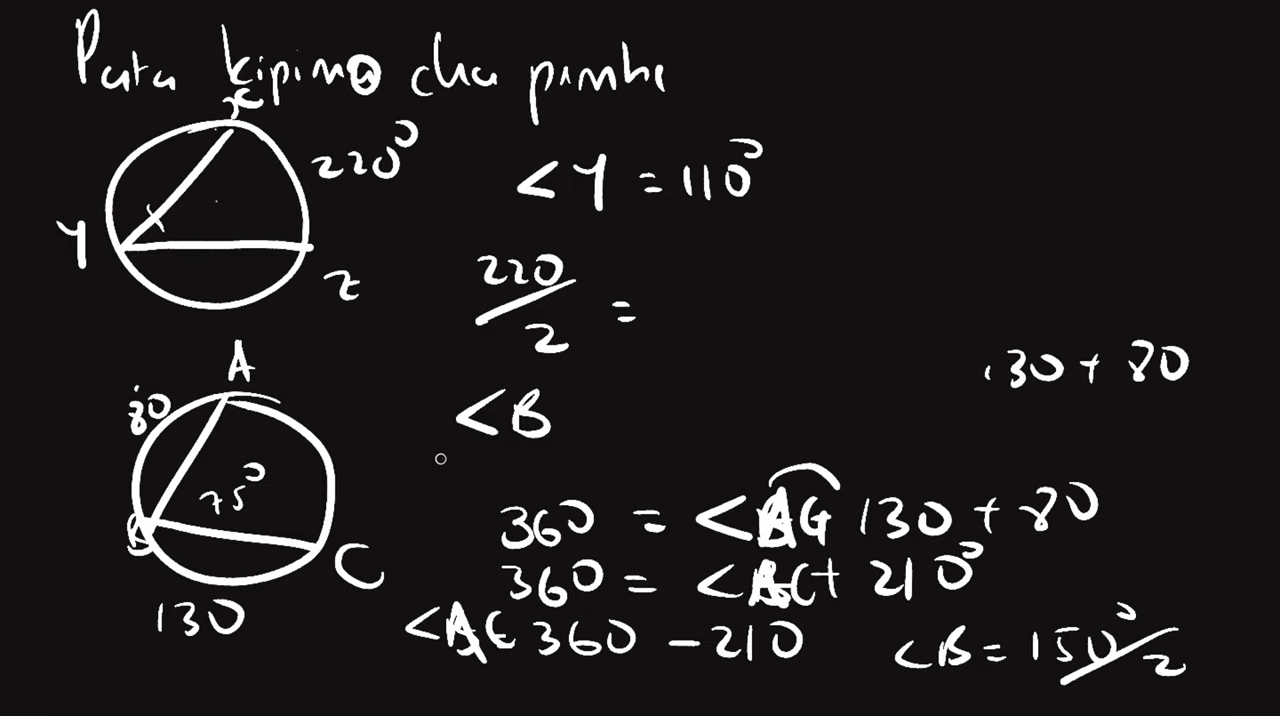 Pata kipimo cha pembe
x
220°
<Y = 110°
Y
Z
220/2 =
A
80
<B
130 + 80
75°
B
C
360 = <AC 130 + 80
360 = <AC + 210°
130
<AC 360 - 210
<B = 150°/2